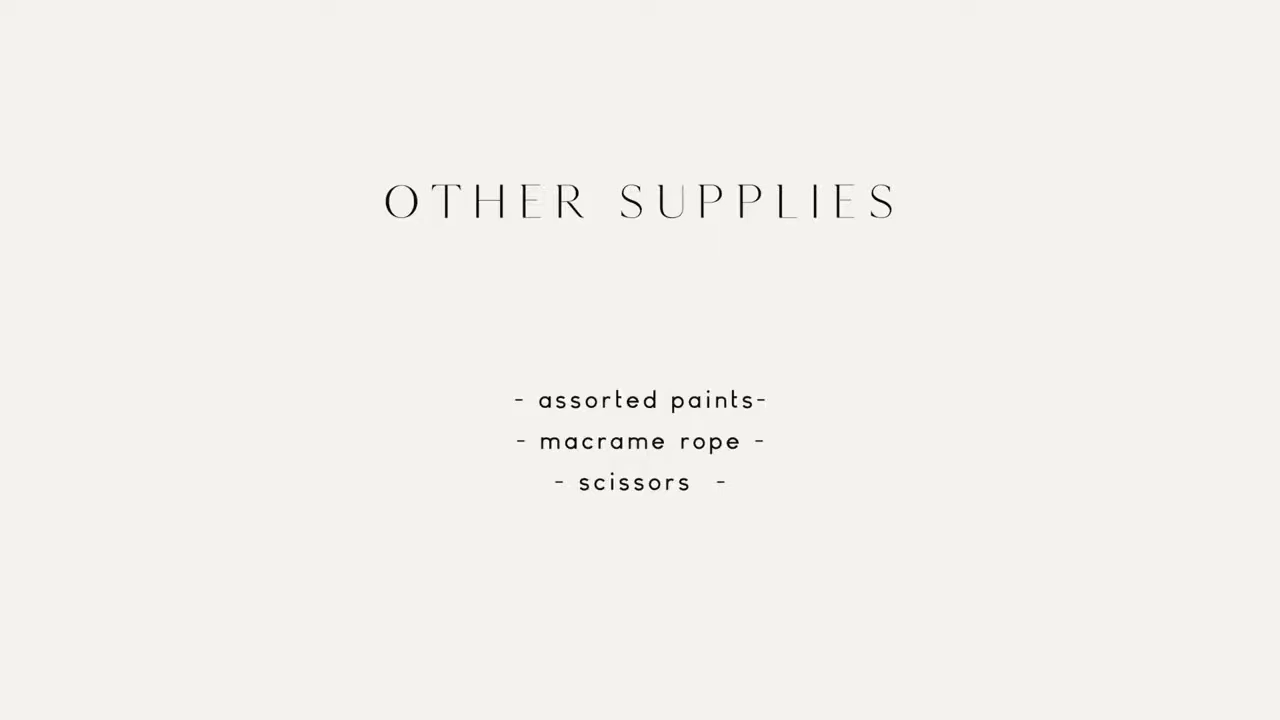 OTHER SUPPLIES
- assorted paints-
- macrame rope -
- scissors  -